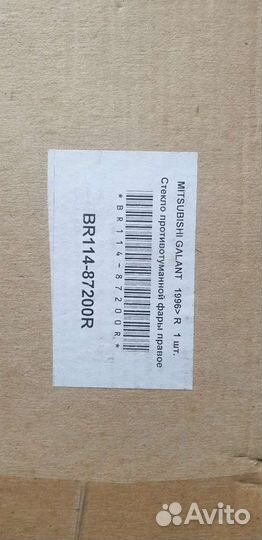 MITSUBISHI GALANT 1996> R 1 шт.
Стекло противотуманной фары правое
*BR114-87200R*
BR114-87200R
Avito